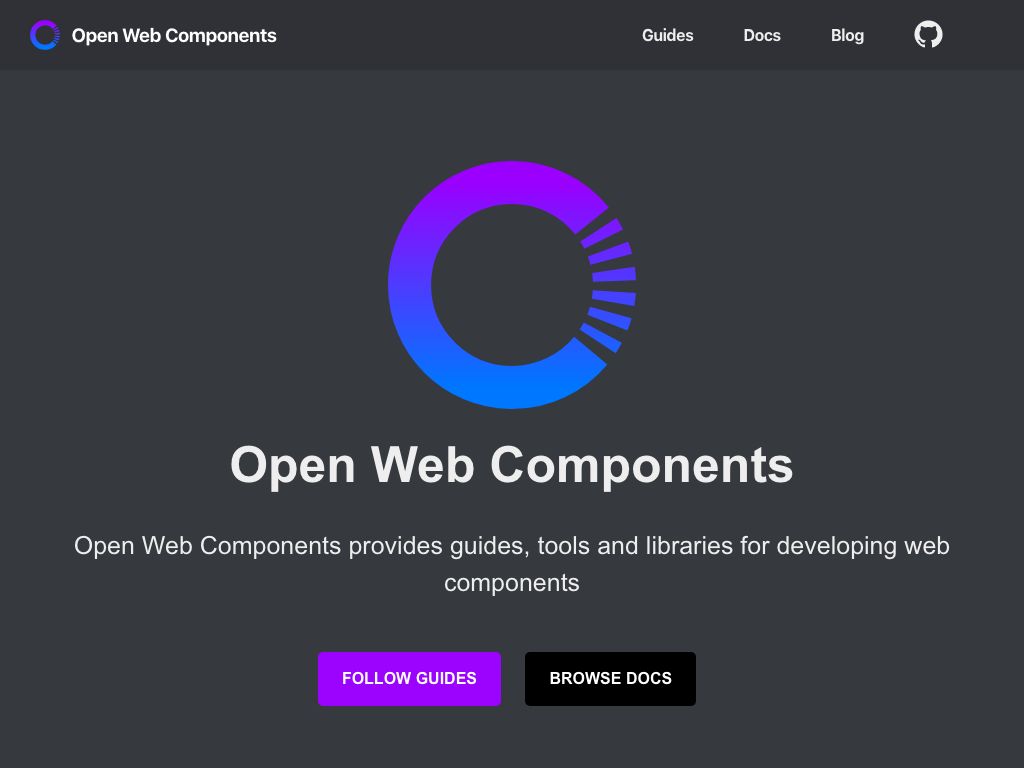 Open Web Components
Guides
Docs
Blog
Open Web Components
Open Web Components provides guides, tools and libraries for developing web
components
FOLLOW GUIDES
BROWSE DOCS